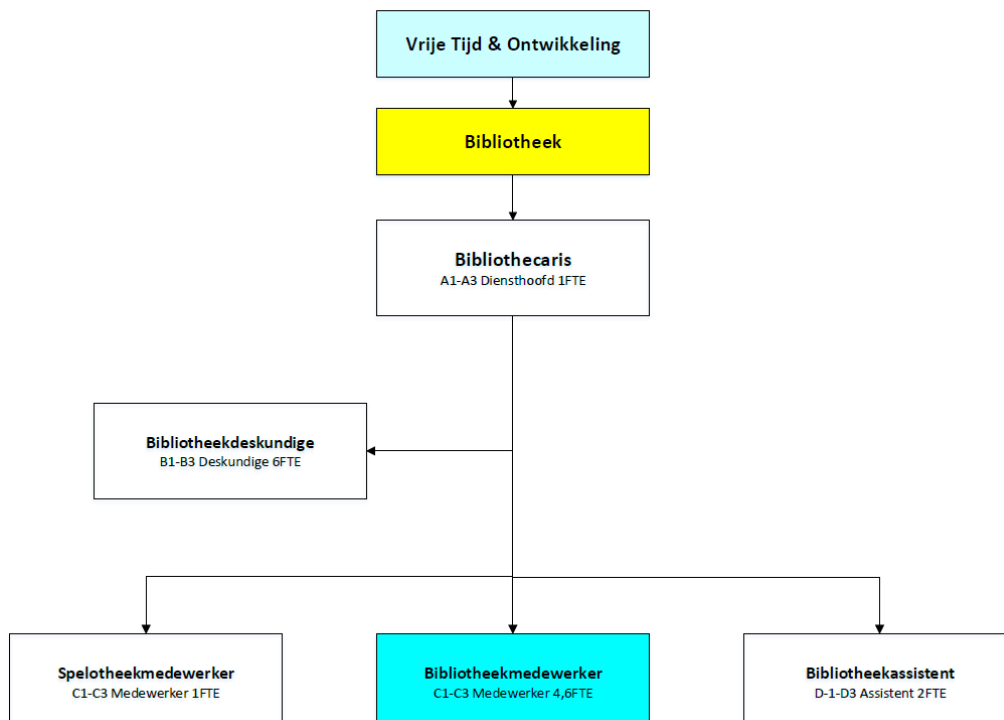 Vrije Tijd & Ontwikkeling
Bibliotheek
Bibliothecaris
A1-A3 Diensthoofd 1FTE
Bibliotheekdeskundige
B1-B3 Deskundige 6FTE
Spelotheekmedewerker
C1-C3 Medewerker 1FTE
Bibliotheekmedewerker
C1-C3 Medewerker 4,6FTE
Bibliotheekassistent
D-1-D3 Assistent 2FTE